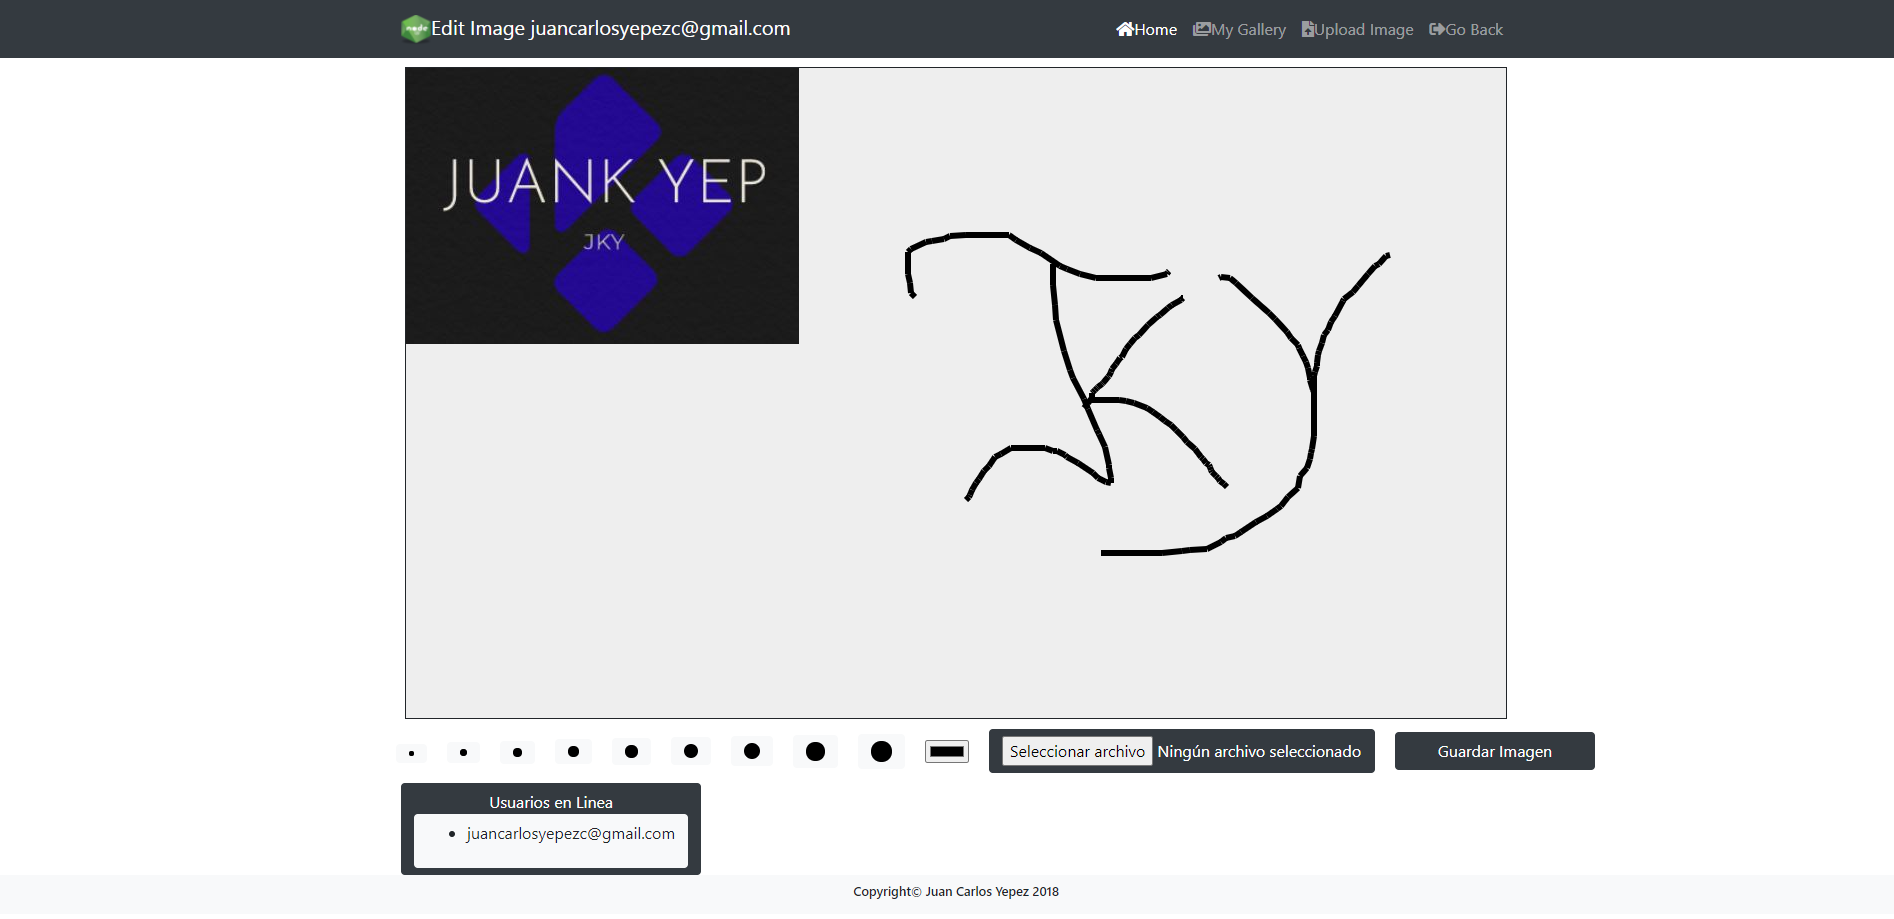 Edit Image juancarlosyepezc@gmail.com Home My Gallery Upload Image Go Back
JUANK YEP
JKY
JKY
Seleccionar archivo Ningún archivo seleccionado Guardar Imagen
Usuarios en Linea
juancarlosyepezc@gmail.com
Copyright© Juan Carlos Yepez 2018